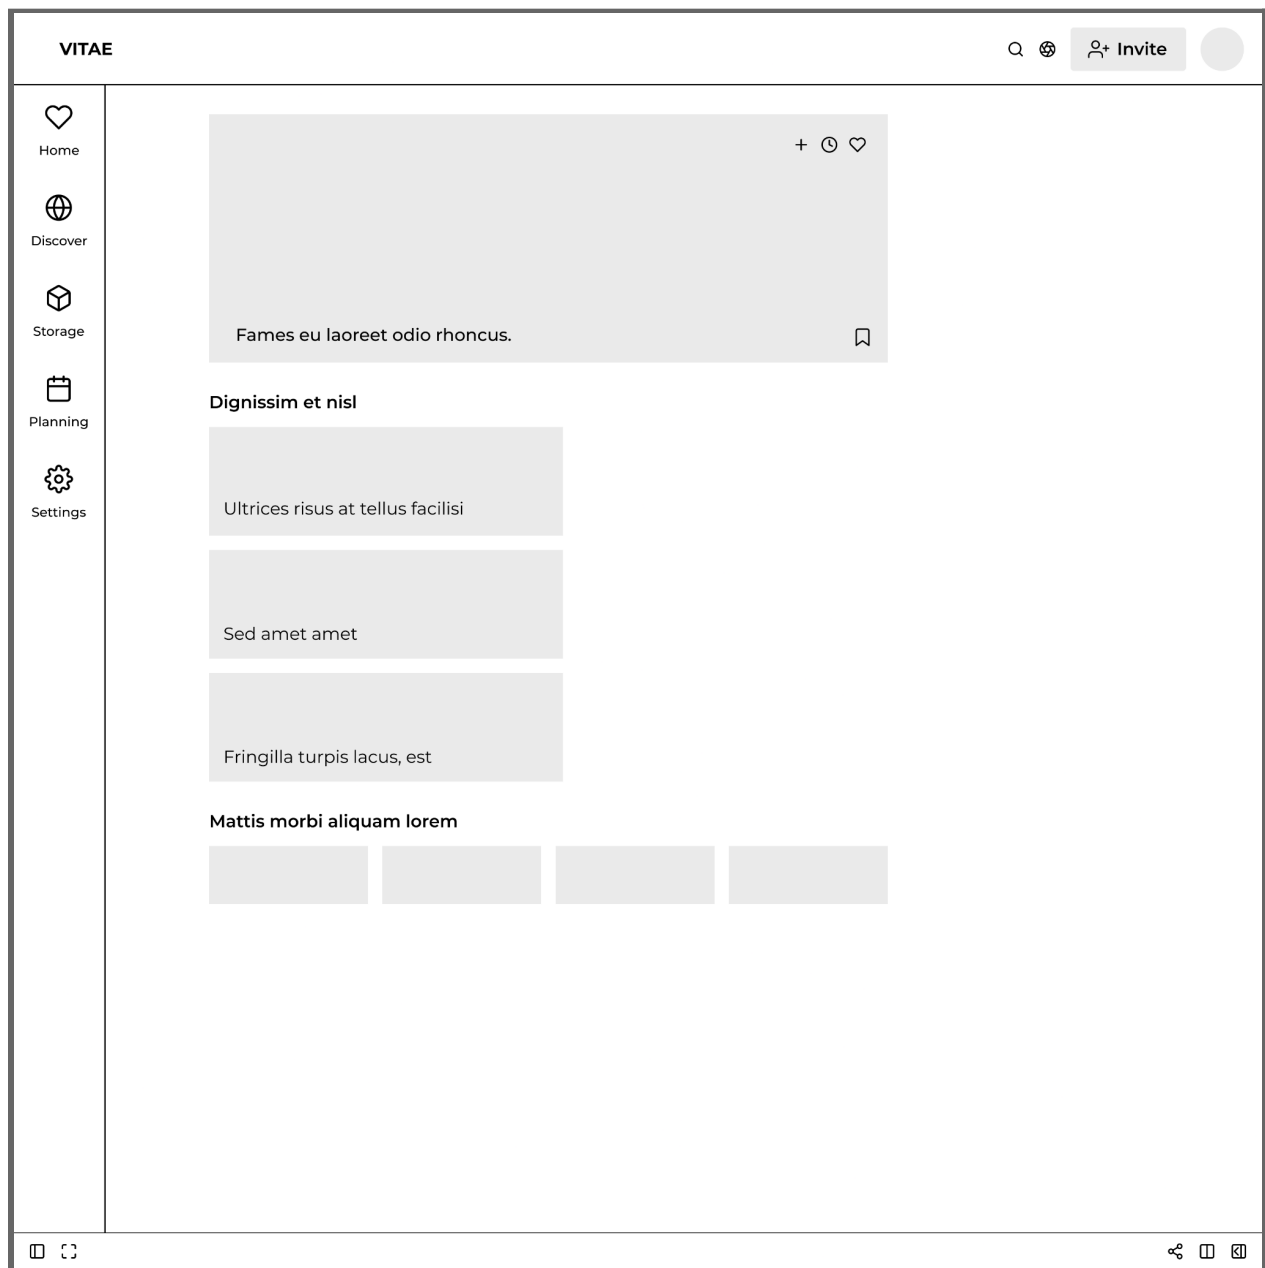 VITAE
Invite
Home
Discover
Storage
Planning
Settings
Fames eu laoreet odio rhoncus.
Dignissim et nisl
Ultrices risus at tellus facilisi
Sed amet amet
Fringilla turpis lacus, est
Mattis morbi aliquam lorem